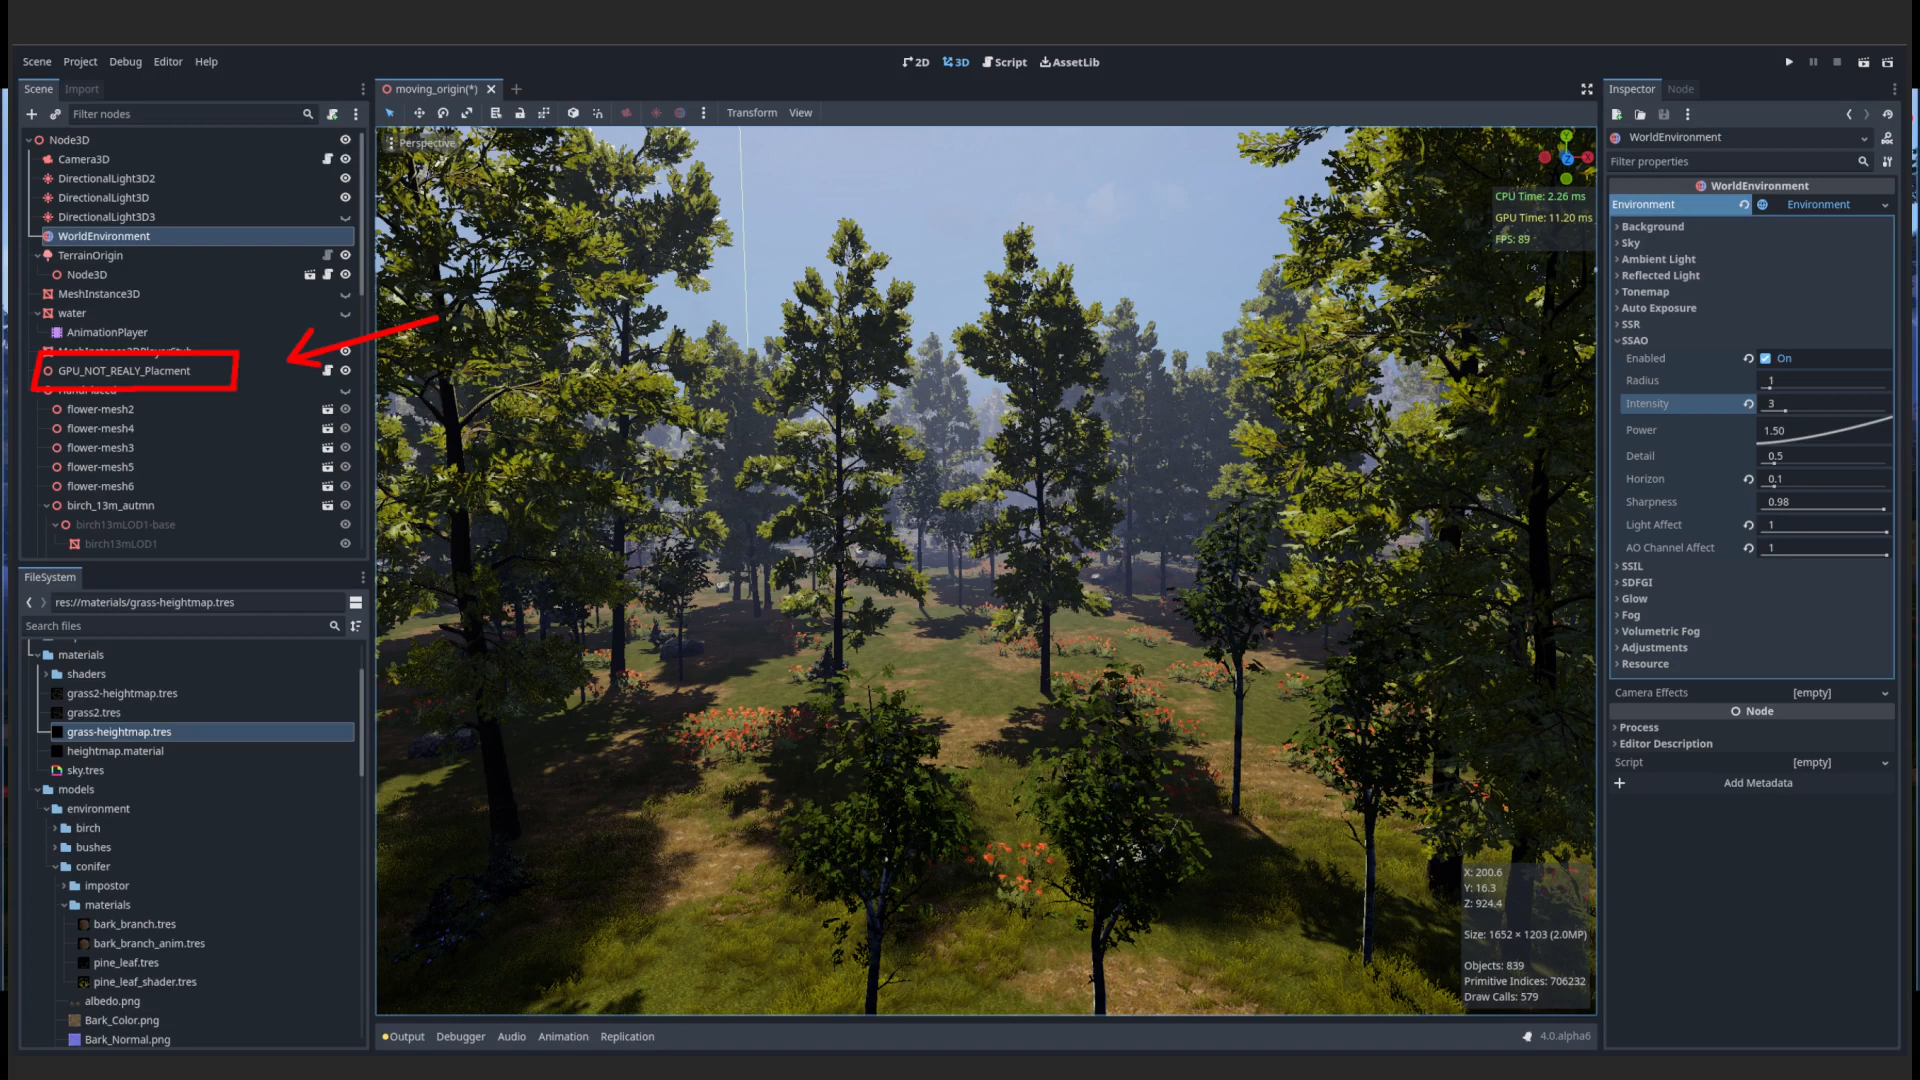 Scene Project Debug Editor Help
2D 3D Script AssetLib
Scene Import
Filter nodes
Node3D
Camera3D
DirectionalLight3D2
DirectionalLight3D
DirectionalLight3D3
WorldEnvironment
TerrainOrigin
Node3D
MeshInstance3D
water
AnimationPlayer
MeshInstance3DPlayerStub
GPU_NOT_REALY_Placment
HandPlaced
flower-mesh2
flower-mesh4
flower-mesh3
flower-mesh5
flower-mesh6
birch_13m_autmn
birch13mLOD1-base
birch13mLOD1
FileSystem
res://materials/grass-heightmap.tres
Search files
materials
shaders
grass2-heightmap.tres
grass2.tres
grass-heightmap.tres
heightmap.material
sky.tres
models
environment
birch
bushes
conifer
impostor
materials
bark_branch.tres
bark_branch_anim.tres
pine_leaf.tres
pine_leaf_shader.tres
albedo.png
Bark_Color.png
Bark_Normal.png
moving_origin(*)
Transform View
Perspective
Y
X
Z
CPU Time: 2.26 ms
GPU Time: 11.20 ms
FPS: 89
X: 200.6
Y: 16.3
Z: 924.4
Size: 1652 × 1203 (2.0MP)
Objects: 839
Primitive Indices: 706232
Draw Calls: 579
Output Debugger Audio Animation Replication
4.0.alpha6
Inspector Node
WorldEnvironment
Filter properties
WorldEnvironment
Environment Environment
Background
Sky
Ambient Light
Reflected Light
Tonemap
Auto Exposure
SSR
SSAO
Enabled On
Radius 1
Intensity 3
Power 1.50
Detail 0.5
Horizon 0.1
Sharpness 0.98
Light Affect 1
AO Channel Affect 1
SSIL
SDFGI
Glow
Fog
Volumetric Fog
Adjustments
Resource
Camera Effects [empty]
Node
Process
Editor Description
Script [empty]
Add Metadata